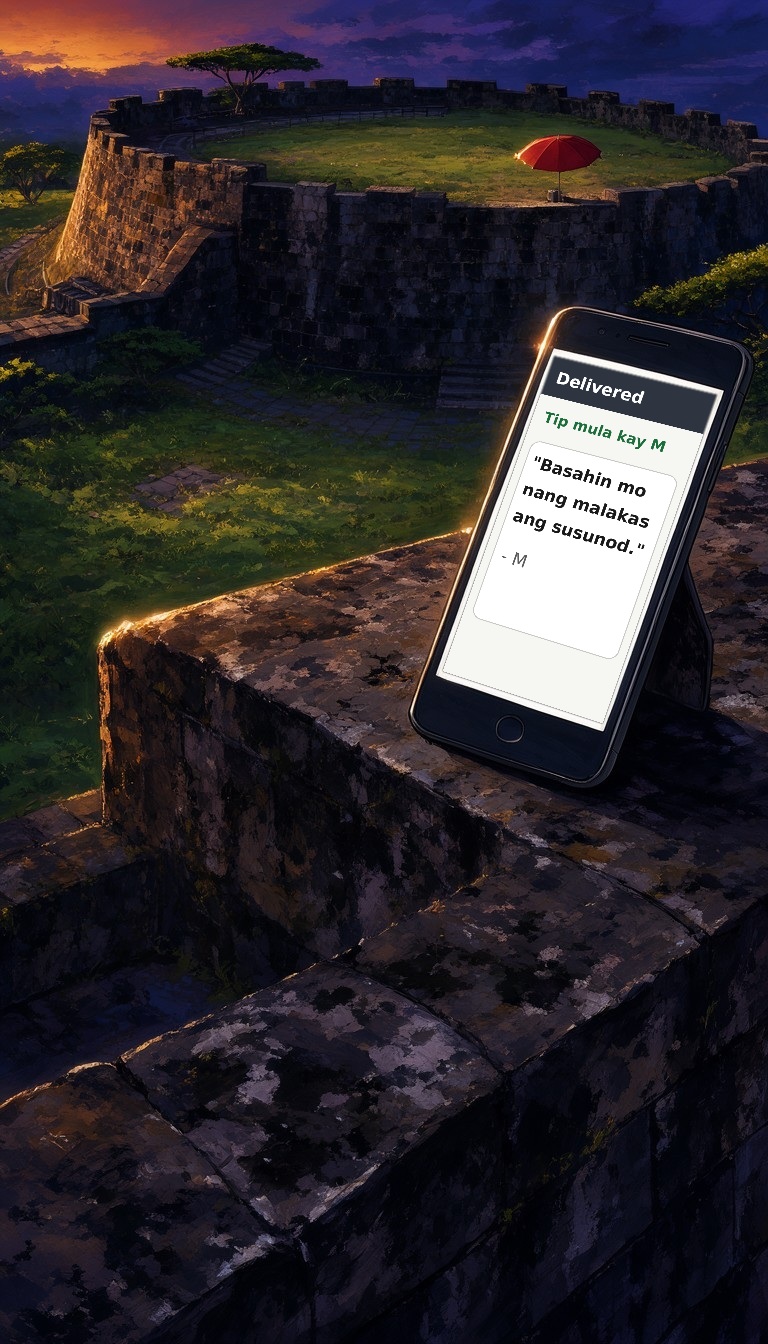 Delivered
Tip mula kay M
"Basahin mo
nang malakas
ang susunod."
- M